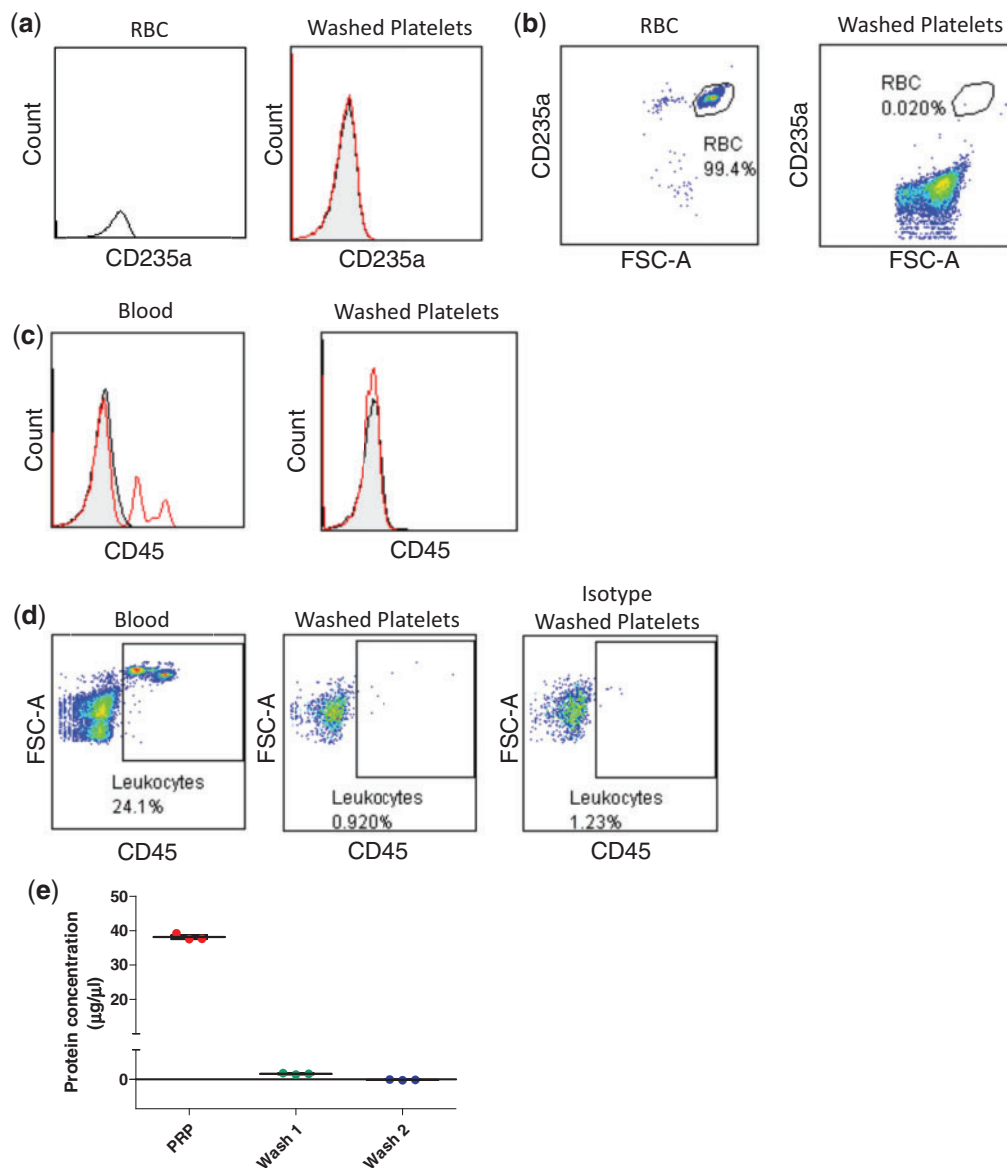 (a)
RBC
Count
CD235a
Washed Platelets
Count
CD235a
(b)
RBC
CD235a
RBC
99.4%
FSC-A
Washed Platelets
CD235a
RBC
0.020%
FSC-A
(c)
Blood
Count
CD45
Washed Platelets
Count
CD45
(d)
Blood
FSC-A
Leukocytes
24.1%
CD45
Washed Platelets
FSC-A
Leukocytes
0.920%
CD45
Isotype
Washed Platelets
FSC-A
Leukocytes
1.23%
CD45
(e)
Protein concentration
(µg/µl)
50
40
30
20
0
PRP
Wash 1
Wash 2